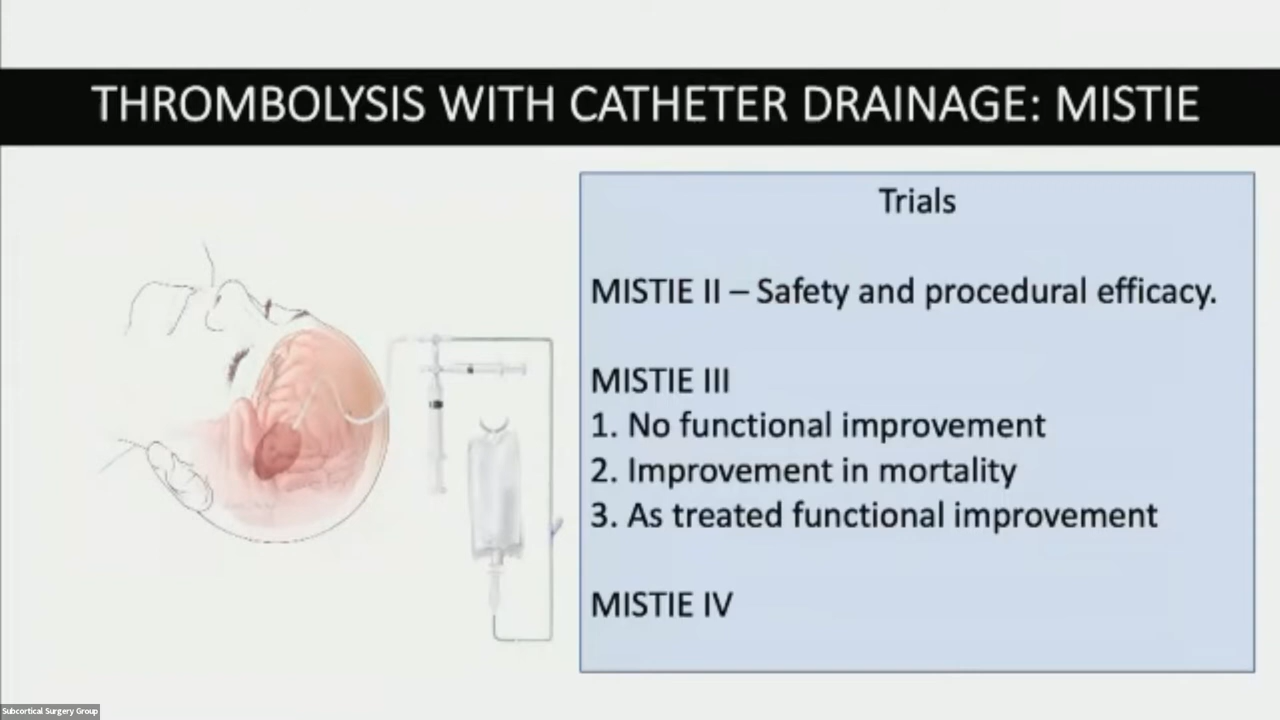 THROMBOLYSIS WITH CATHETER DRAINAGE: MISTIE
Trials
MISTIE II – Safety and procedural efficacy.
MISTIE III
1. No functional improvement
2. Improvement in mortality
3. As treated functional improvement
MISTIE IV
Subcortical Surgery Group